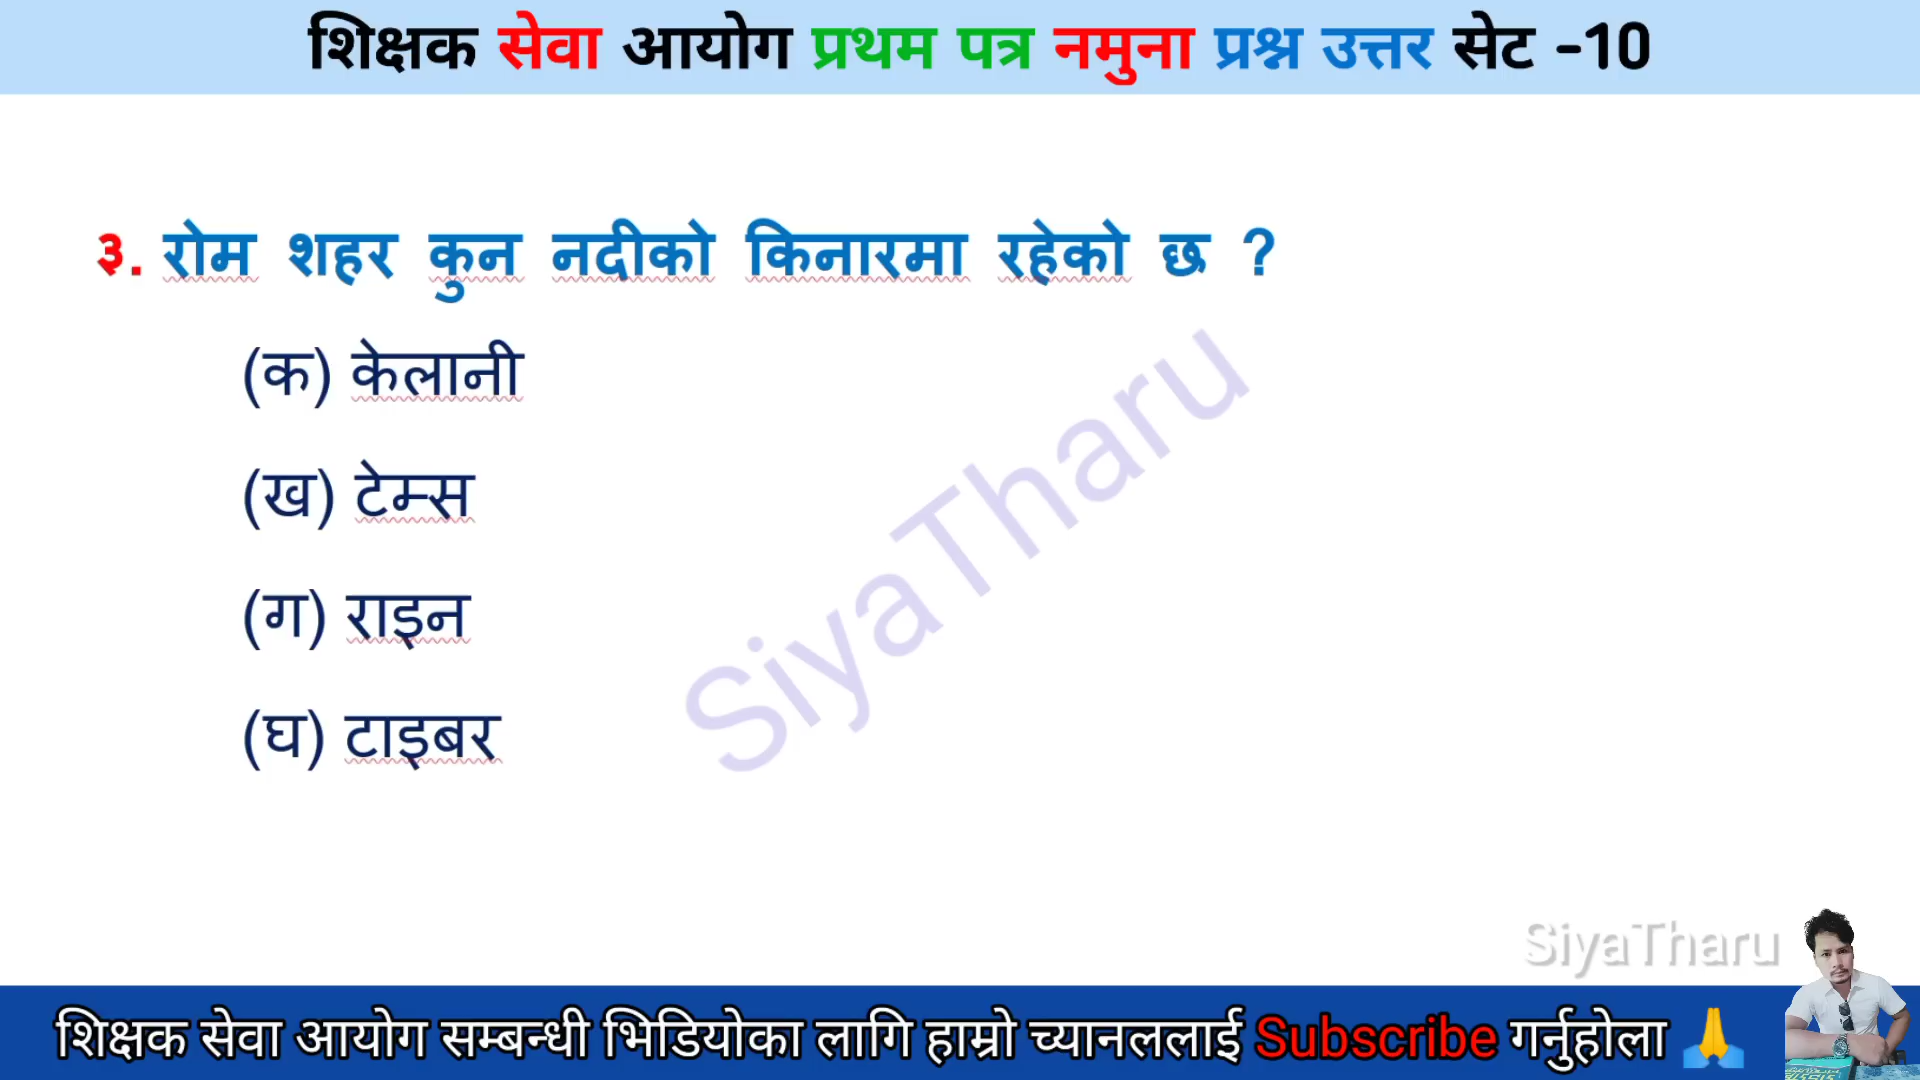 शिक्षक सेवा आयोग प्रथम पत्र नमुना प्रश्न उत्तर सेट -10
३. रोम शहर कुन नदीको किनारमा रहेको छ ?
(क) केलानी
(ख) टेम्स
(ग) राइन
(घ) टाइबर
SiyaTharu
SiyaTharu
शिक्षक सेवा आयोग सम्बन्धी भिडियोका लागि हाम्रो च्यानललाई Subscribe गर्नुहोला 🙏